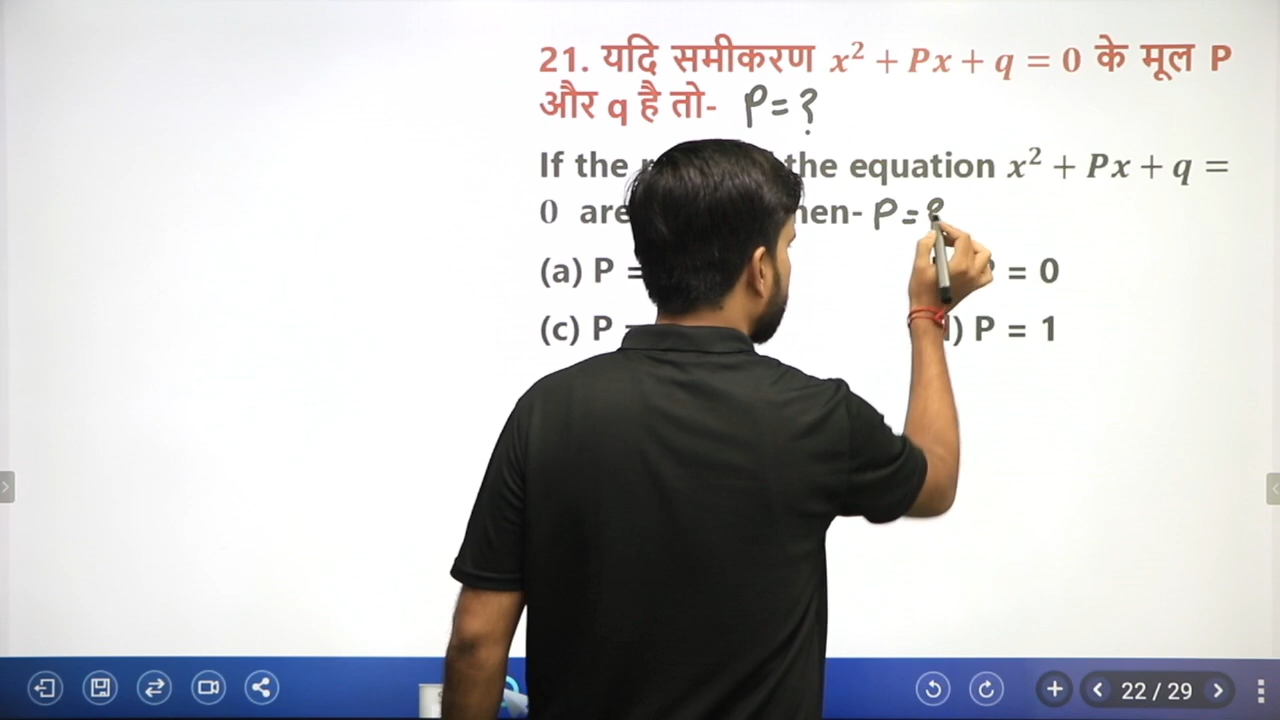 21. यदि समीकरण x² + Px + q = 0 के मूल P
और q है तो- P = ?
If the the equation x² + Px + q =
0 are hen- P = ?
(a) P = P = 0
(c) P = d) P = 1
22 / 29